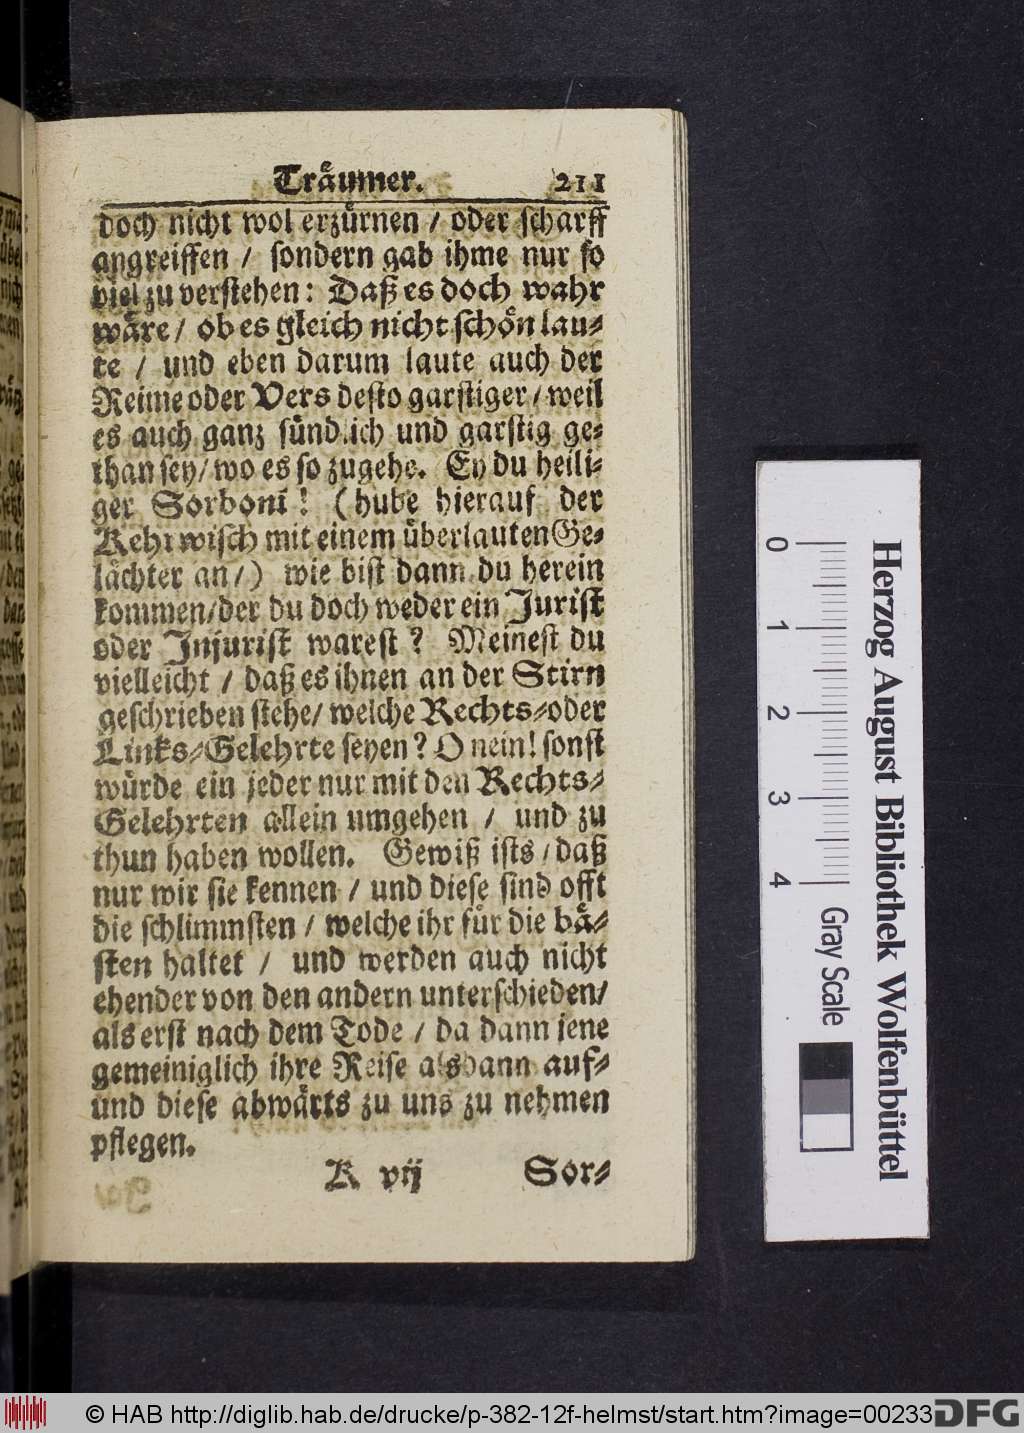 Träumer. 211
doch nicht wol erzürnen / oder scharff
angreiffen / sondern gab ihme nur so
viel zu verstehen: Daß es doch wahr
wäre / ob es gleich nicht schön lau-
te / und eben darum laute auch der
Reime oder Vers desto garstiger / weil
es auch ganz sündlich und garstig ge-
than sey / wo es so zugehe. Ey du heili-
ger Sorboni! (hube hierauf der
Kehrwisch mit einem überlauten Ge-
lächter an /) wie bist dann du herein
kommen / der du doch weder ein Jurist
oder Injurist warest? Meinest du
vielleicht / daß es ihnen an der Stirn
geschrieben stehe / welche Rechts- oder
Links-Gelehrte seyen? O nein! sonst
würde ein jeder nur mit den Rechts-
Gelehrten allein umgehen / und zu
thun haben wollen. Gewiß ists / daß
nur wir sie kennen / und diese sind offt
die schlimmsten / welche ihr für die bä-
sten haltet / und werden auch nicht
ehender von den andern unterschieden /
als erst nach dem Tode / da dann jene
gemeiniglich ihre Reise alsdann auf-
und diese abwärts zu uns zu nehmen
pflegen.
K vij Sor-
0 1 2 3 4 Gray Scale
Herzog August Bibliothek Wolfenbüttel
© HAB http://diglib.hab.de/drucke/p-382-12f-helmst/start.htm?image=00233 DFG